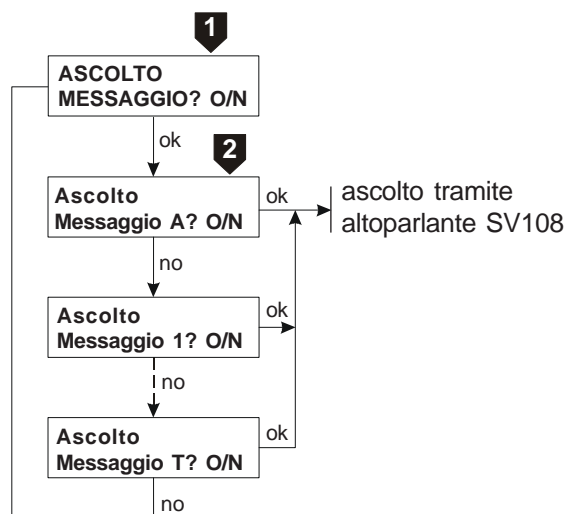 1
ASCOLTO
MESSAGGIO? O/N
ok
2
Ascolto
Messaggio A? O/N
ok
ascolto tramite
altoparlante SV108
no
Ascolto
Messaggio 1? O/N
ok
no
Ascolto
Messaggio T? O/N
ok
no